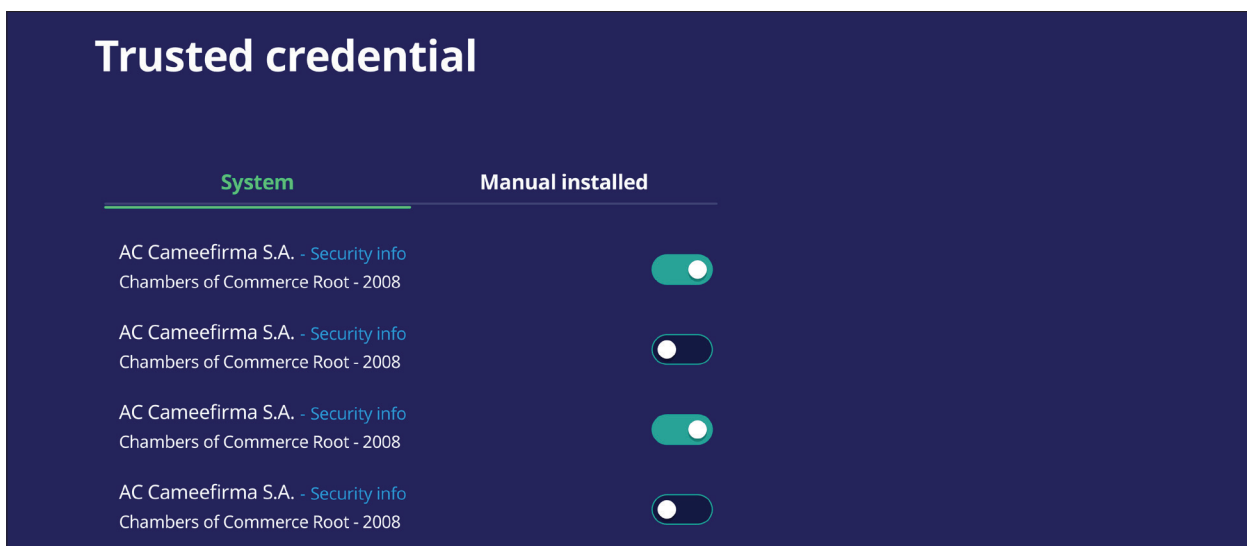 Trusted credential
System Manual installed
AC Cameefirma S.A. - Security info
Chambers of Commerce Root - 2008
AC Cameefirma S.A. - Security info
Chambers of Commerce Root - 2008
AC Cameefirma S.A. - Security info
Chambers of Commerce Root - 2008
AC Cameefirma S.A. - Security info
Chambers of Commerce Root - 2008